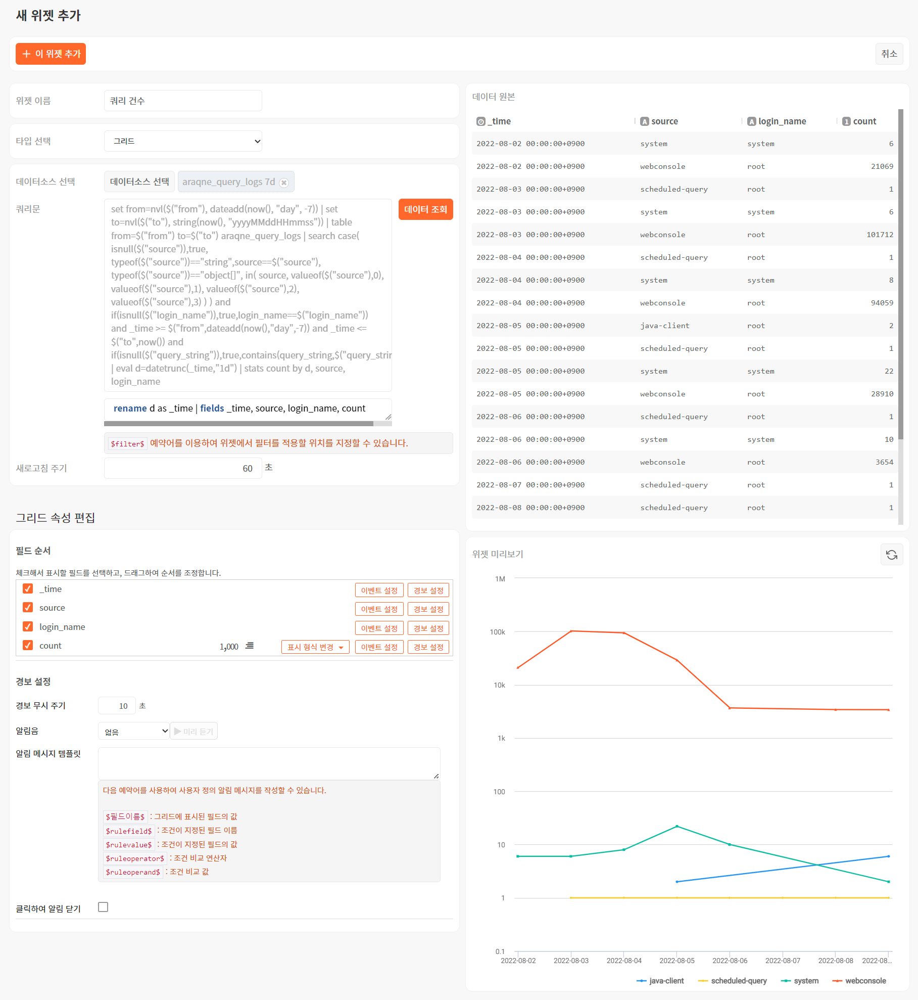 새 위젯 추가
이 위젯 추가
취소
위젯 이름
쿼리 건수
타입 선택
그리드
데이터소스 선택
데이터소스 선택
araqne_query_logs 7d
쿼리문
set from=nvl($("from"), dateadd(now(), "day", -7)) | set
to=nvl($("to"), string(now(), "yyyyMMddHHmmss")) | table
from=$("from") to=$("to") araqne_query_logs | search case(
isnull($("source")),true,
typeof($("source"))=="string",source==$("source"),
typeof($("source"))=="object[]", in( source, valueof($("source"),0),
valueof($("source"),1), valueof($("source"),2),
valueof($("source"),3) ) ) and
if(isnull($("login_name")),true,login_name==$("login_name"))
and _time >= $("from",dateadd(now(),"day",-7)) and _time <=
$("to",now()) and
if(isnull($("query_string")),true,contains(query_string,$("query_strin
| eval d=datetrunc(_time,"1d") | stats count by d, source,
login_name
데이터 조회
rename d as _time | fields _time, source, login_name, count
$filter$ 예약어를 이용하여 위젯에서 필터를 적용할 위치를 지정할 수 있습니다.
새로고침 주기
60 초
그리드 속성 편집
필드 순서
체크해서 표시할 필드를 선택하고, 드래그하여 순서를 조정합니다.
_time 이벤트 설정 경보 설정
source 이벤트 설정 경보 설정
login_name 이벤트 설정 경보 설정
count 1,000 표시 형식 변경 이벤트 설정 경보 설정
경보 설정
경보 무시 주기 10 초
알림음 없음 미리 듣기
알림 메시지 템플릿
다음 예약어를 사용하여 사용자 정의 알림 메시지를 작성할 수 있습니다.
$필드이름$ : 그리드에 표시된 필드의 값
$rulefield$ : 조건이 지정된 필드 이름
$rulevalue$ : 조건이 지정된 필드의 값
$ruleoperator$ : 조건 비교 연산자
$ruleoperand$ : 조건 비교 값
클릭하여 알림 닫기
데이터 원본
_time A source A login_name 1 count
2022-08-02 00:00:00+0900 system system 6
2022-08-02 00:00:00+0900 webconsole root 21069
2022-08-03 00:00:00+0900 scheduled-query root 1
2022-08-03 00:00:00+0900 system system 6
2022-08-03 00:00:00+0900 webconsole root 101712
2022-08-04 00:00:00+0900 scheduled-query root 1
2022-08-04 00:00:00+0900 system system 8
2022-08-04 00:00:00+0900 webconsole root 94059
2022-08-05 00:00:00+0900 java-client root 2
2022-08-05 00:00:00+0900 scheduled-query root 1
2022-08-05 00:00:00+0900 system system 22
2022-08-05 00:00:00+0900 webconsole root 28910
2022-08-06 00:00:00+0900 scheduled-query root 1
2022-08-06 00:00:00+0900 system system 10
2022-08-06 00:00:00+0900 webconsole root 3654
2022-08-07 00:00:00+0900 scheduled-query root 1
2022-08-08 00:00:00+0900 scheduled-query root 1
위젯 미리보기
1M
100k
10k
1k
100
10
1
0.1
2022-08-02 2022-08-03 2022-08-04 2022-08-05 2022-08-06 2022-08-07 2022-08-08 2022-08...
java-client scheduled-query system webconsole